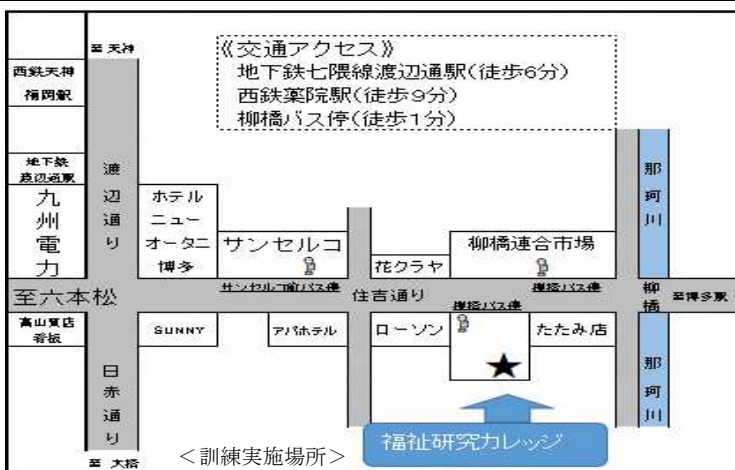 至 天神
《交通アクセス》
地下鉄七隈線渡辺通駅(徒歩6分)
西鉄薬院駅(徒歩9分)
柳橋バス停(徒歩1分)
西鉄天神
福岡駅
地下鉄
渡辺通駅
九州電力
渡辺通り
ホテル
ニュー
オータニ
博多
サンセルコ
花クラヤ
柳橋連合市場
那珂川
至六本松
サンセルコ前バス停
住吉通り
柳橋バス停
柳橋バス停
柳橋
至博多駅
高山質店
看板
SUNNY
アパホテル
ローソン
たたみ店
日赤通り
那珂川
至 大橋
＜訓練実施場所＞
福祉研究カレッジ